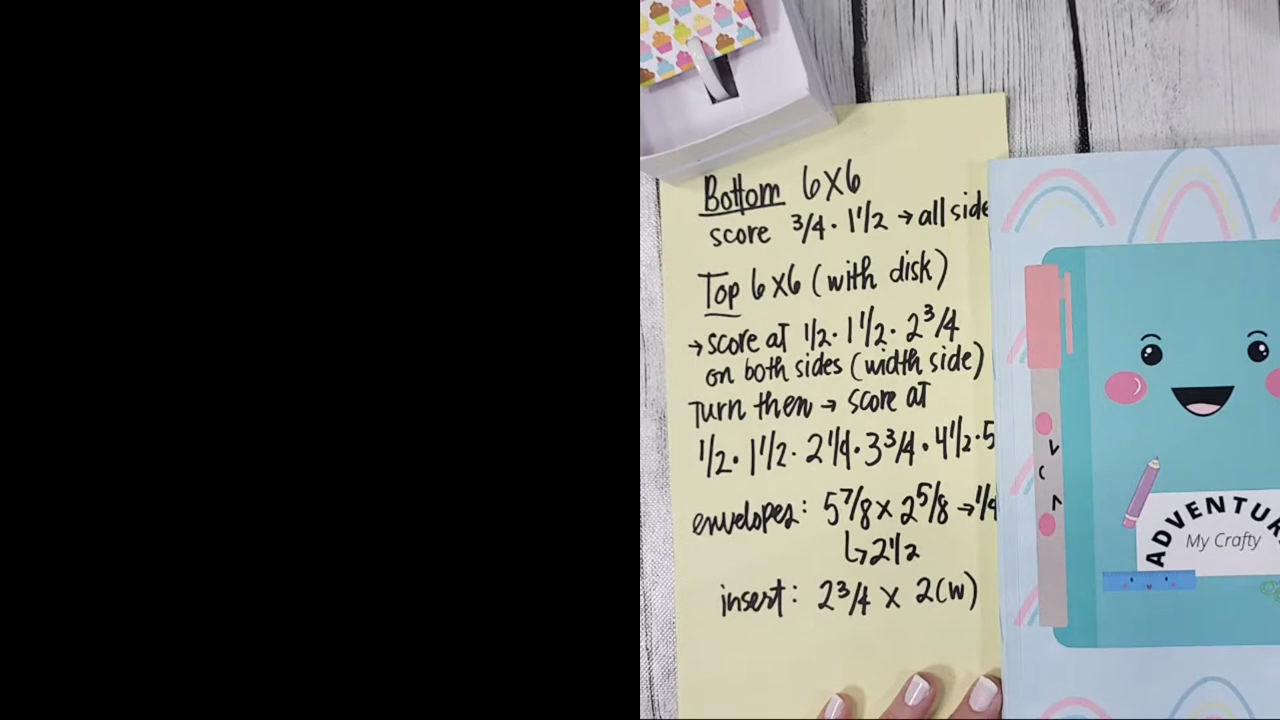 Bottom 6x6
score 3/4 · 1 1/2 → all side
Top 6x6 (with disk)
→ score at 1/2 · 1 1/2 · 2 3/4
on both sides (width side)
Turn then → score at
1/2 · 1 1/2 · 2 1/4 · 3 3/4 · 4 1/2 · 5
envelopes: 5 7/8 x 2 5/8 → 1/4
↳ 2 1/2
insert: 2 3/4 x 2 (w)
ADVENTUR
My Crafty